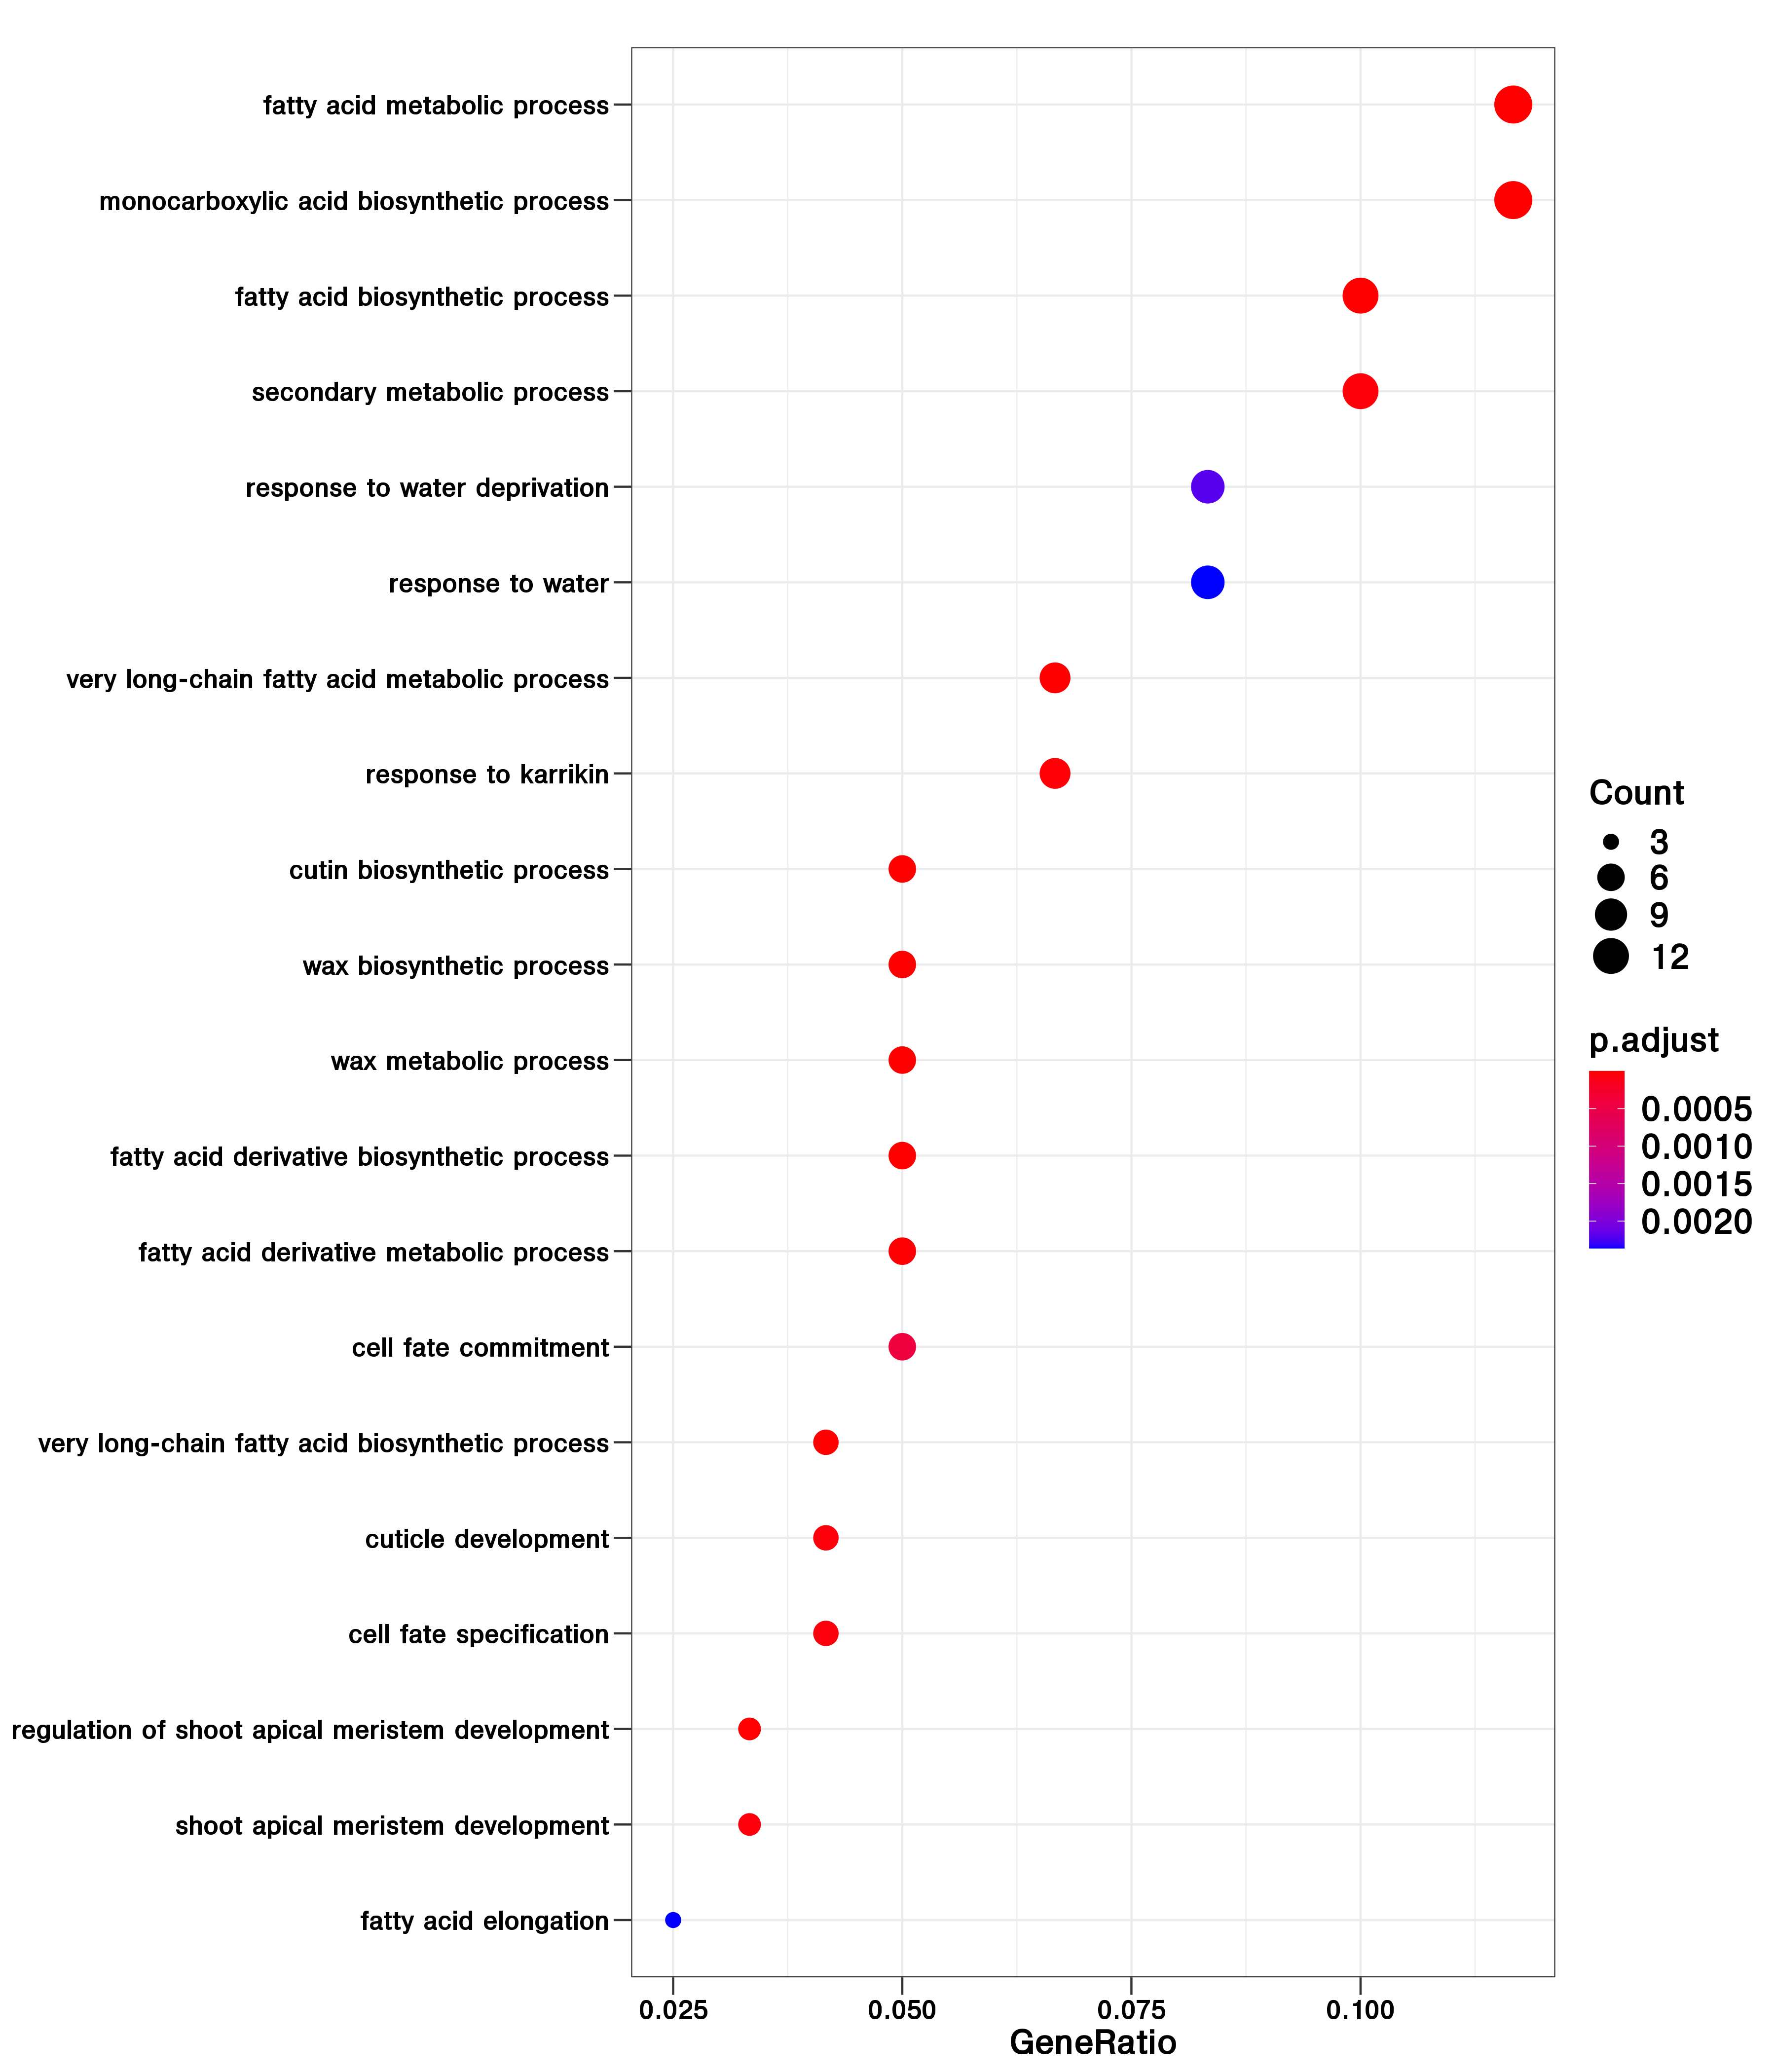 fatty acid metabolic process
monocarboxylic acid biosynthetic process
fatty acid biosynthetic process
secondary metabolic process
response to water deprivation
response to water
very long-chain fatty acid metabolic process
response to karrikin
cutin biosynthetic process
wax biosynthetic process
wax metabolic process
fatty acid derivative biosynthetic process
fatty acid derivative metabolic process
cell fate commitment
very long-chain fatty acid biosynthetic process
cuticle development
cell fate specification
regulation of shoot apical meristem development
shoot apical meristem development
fatty acid elongation
0.025 0.050 0.075 0.100
GeneRatio
Count
3
6
9
12
p.adjust
0.0005
0.0010
0.0015
0.0020